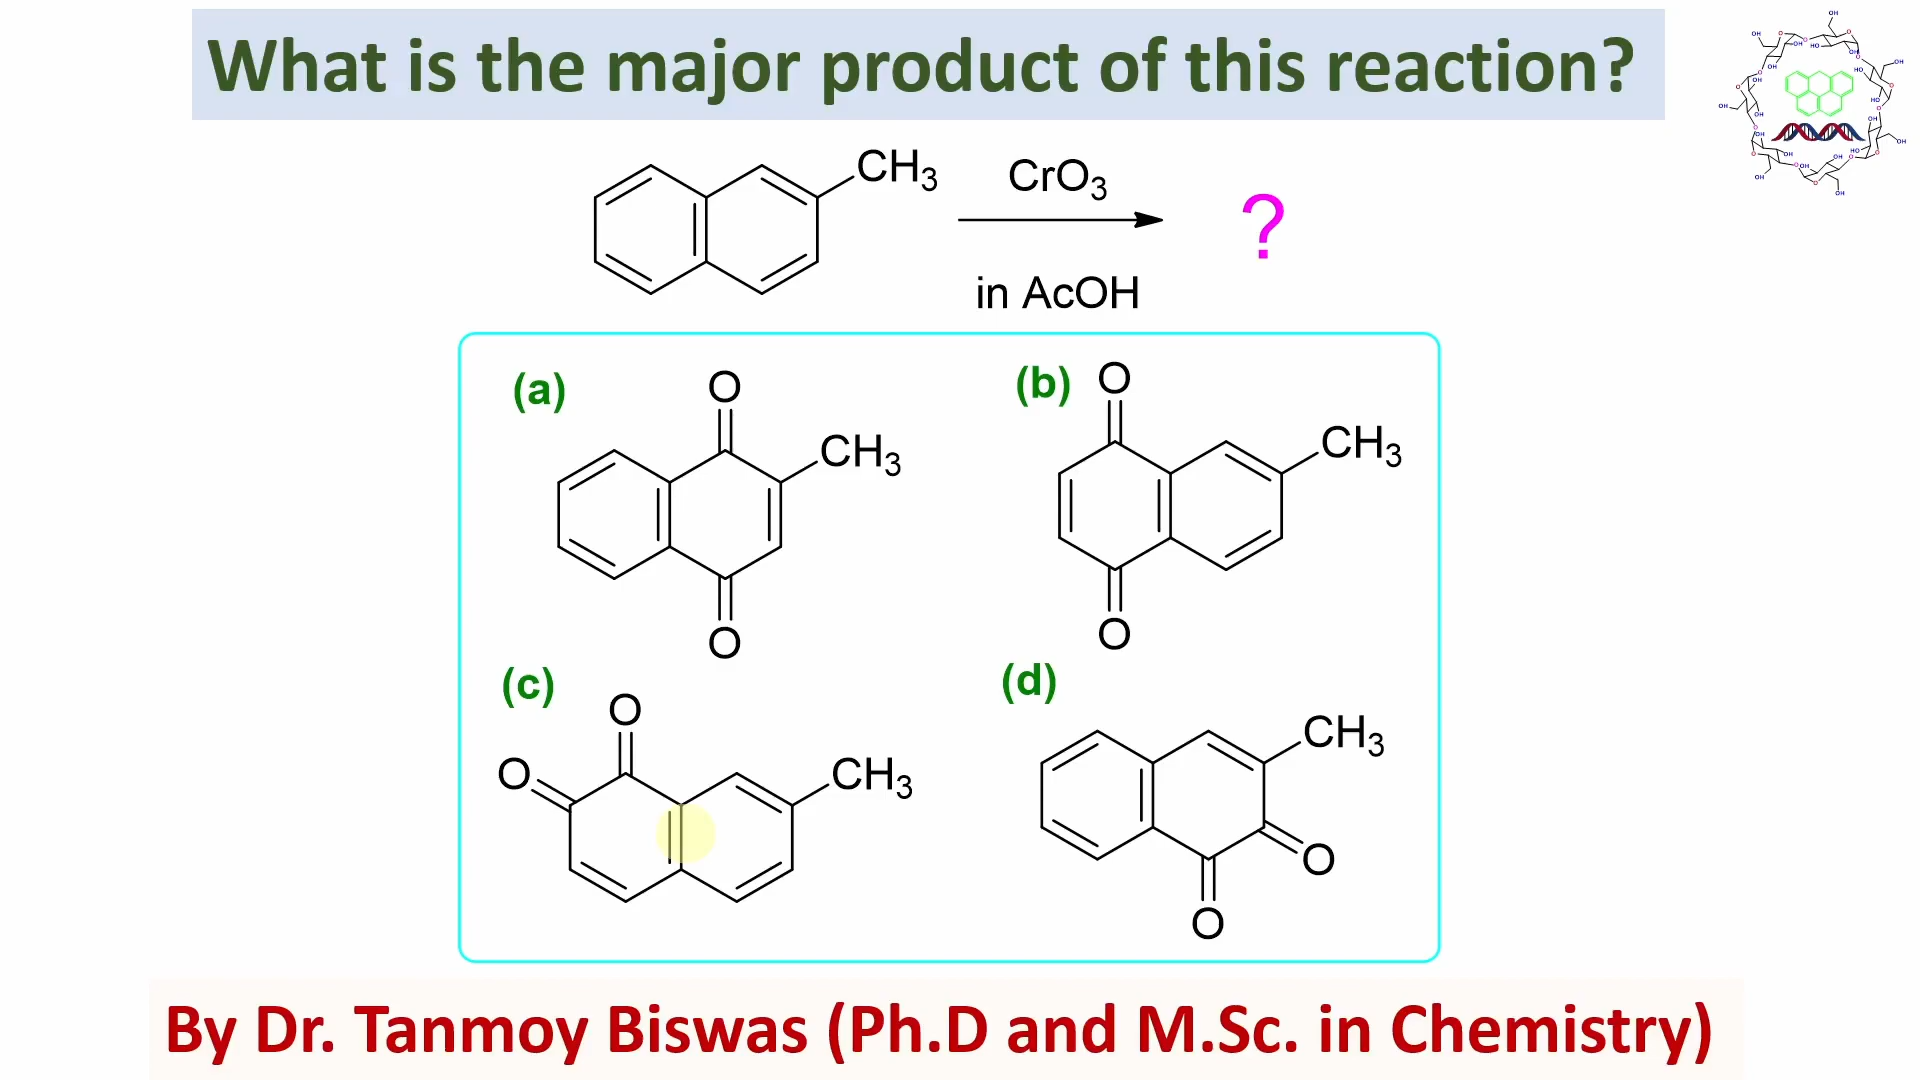 What is the major product of this reaction?
CH3
CrO3
?
in AcOH
(a)
O
CH3
O
(b)
O
CH3
O
(c)
O
O
CH3
(d)
CH3
O
O
By Dr. Tanmoy Biswas (Ph.D and M.Sc. in Chemistry)